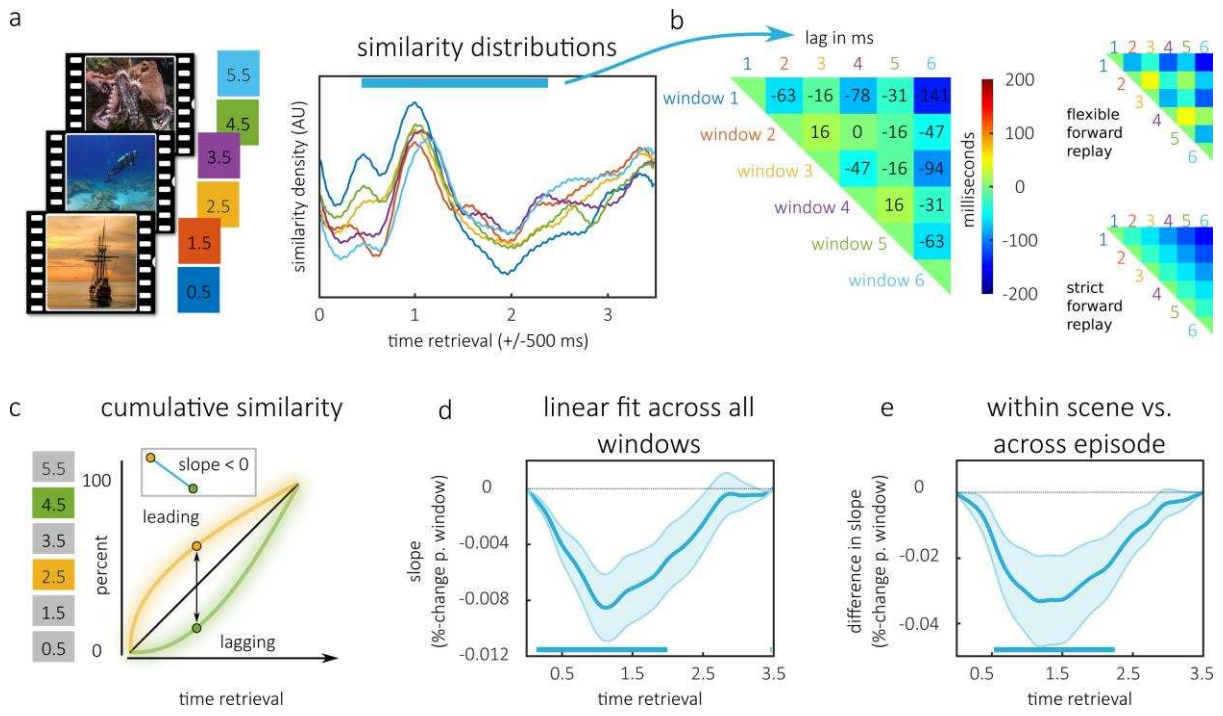 a
5.5
4.5
3.5
2.5
1.5
0.5
similarity distributions
similarity density (AU)
0 1 2 3
time retrieval (+/-500 ms)
b
lag in ms
1 2 3 4 5 6
window 1 -63 -16 -78 -31 -141
window 2 16 0 -16 -47
window 3 -47 -16 -94
window 4 16 -31
window 5 -63
window 6
200
100
0
-100
-200
milliseconds
1 2 3 4 5 6
1
2
3
4
5
6
flexible
forward
replay
1 2 3 4 5 6
1
2
3
4
5
6
strict
forward
replay
c
cumulative similarity
5.5
4.5
3.5
2.5
1.5
0.5
100
percent
0
slope < 0
leading
lagging
time retrieval
d
linear fit across all
windows
slope
(%-change p. window)
0
-0.004
-0.008
-0.012
0.5 1.5 2.5 3.5
time retrieval
e
within scene vs.
across episode
difference in slope
(%-change p. window)
0
-0.02
-0.04
0.5 1.5 2.5 3.5
time retrieval